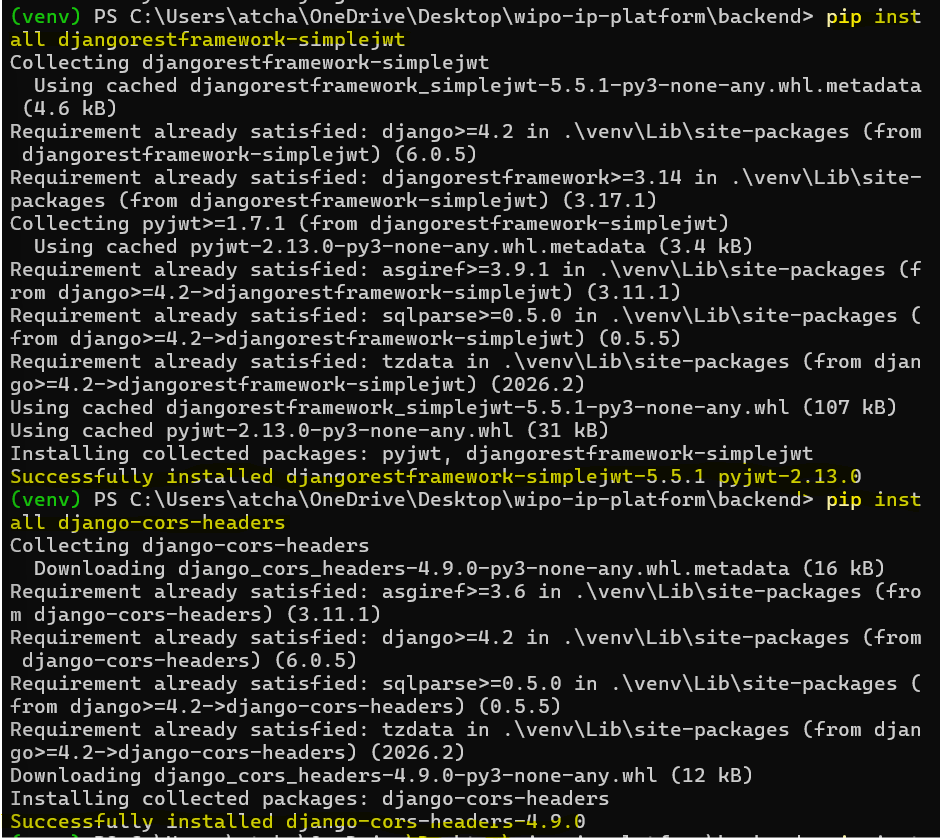 (venv) PS C:\Users\atcha\OneDrive\Desktop\wipo-ip-platform\backend> pip inst
all djangorestframework-simplejwt
Collecting djangorestframework-simplejwt
  Using cached djangorestframework_simplejwt-5.5.1-py3-none-any.whl.metadata
 (4.6 kB)
Requirement already satisfied: django>=4.2 in .\venv\Lib\site-packages (from
 djangorestframework-simplejwt) (6.0.5)
Requirement already satisfied: djangorestframework>=3.14 in .\venv\Lib\site-
packages (from djangorestframework-simplejwt) (3.17.1)
Collecting pyjwt>=1.7.1 (from djangorestframework-simplejwt)
  Using cached pyjwt-2.13.0-py3-none-any.whl.metadata (3.4 kB)
Requirement already satisfied: asgiref>=3.9.1 in .\venv\Lib\site-packages (f
rom django>=4.2->djangorestframework-simplejwt) (3.11.1)
Requirement already satisfied: sqlparse>=0.5.0 in .\venv\Lib\site-packages (
from django>=4.2->djangorestframework-simplejwt) (0.5.5)
Requirement already satisfied: tzdata in .\venv\Lib\site-packages (from djan
go>=4.2->djangorestframework-simplejwt) (2026.2)
Using cached djangorestframework_simplejwt-5.5.1-py3-none-any.whl (107 kB)
Using cached pyjwt-2.13.0-py3-none-any.whl (31 kB)
Installing collected packages: pyjwt, djangorestframework-simplejwt
Successfully installed djangorestframework-simplejwt-5.5.1 pyjwt-2.13.0
(venv) PS C:\Users\atcha\OneDrive\Desktop\wipo-ip-platform\backend> pip inst
all django-cors-headers
Collecting django-cors-headers
  Downloading django_cors_headers-4.9.0-py3-none-any.whl.metadata (16 kB)
Requirement already satisfied: asgiref>=3.6 in .\venv\Lib\site-packages (fro
m django-cors-headers) (3.11.1)
Requirement already satisfied: django>=4.2 in .\venv\Lib\site-packages (from
 django-cors-headers) (6.0.5)
Requirement already satisfied: sqlparse>=0.5.0 in .\venv\Lib\site-packages (
from django>=4.2->django-cors-headers) (0.5.5)
Requirement already satisfied: tzdata in .\venv\Lib\site-packages (from djan
go>=4.2->django-cors-headers) (2026.2)
Downloading django_cors_headers-4.9.0-py3-none-any.whl (12 kB)
Installing collected packages: django-cors-headers
Successfully installed django-cors-headers-4.9.0